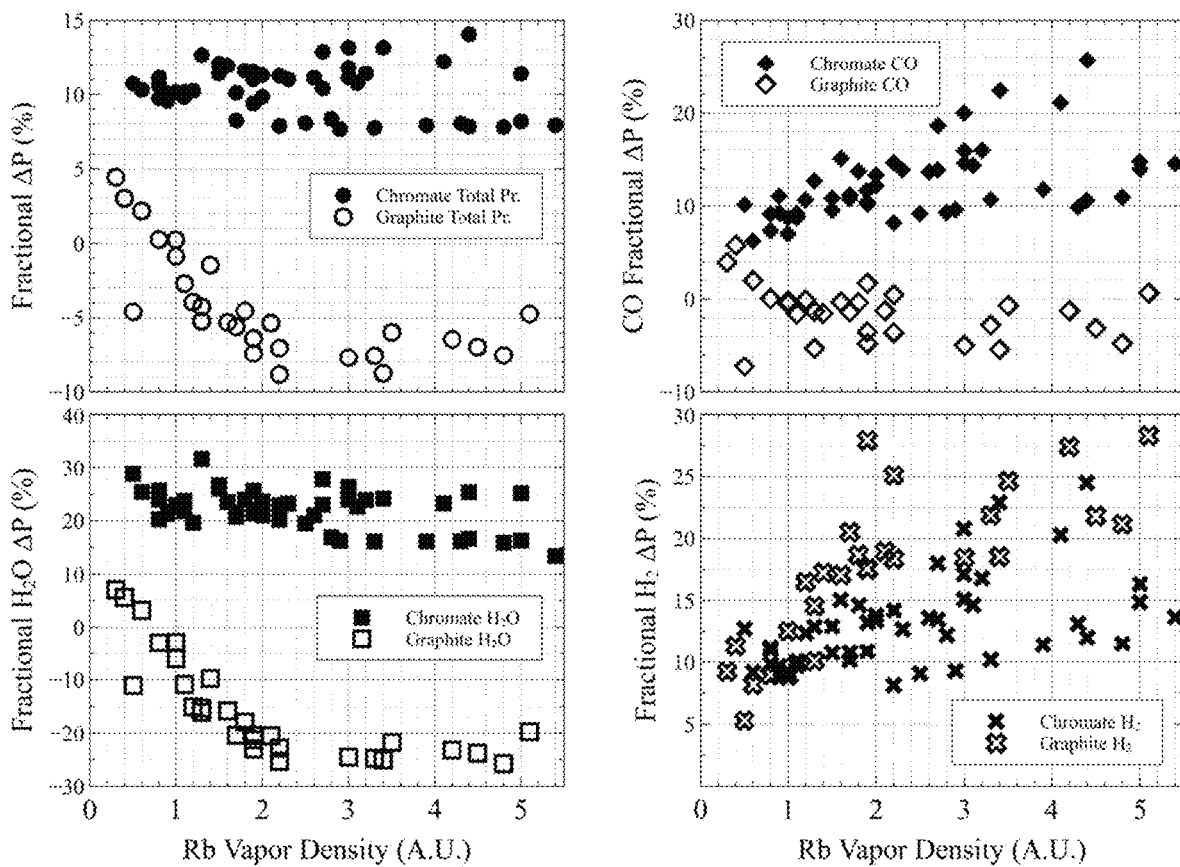 Fractional ΔP (%)
15
10
5
0
−5
−10
Chromate Total Pr.
Graphite Total Pr.
CO Fractional ΔP (%)
30
20
10
0
−10
Chromate CO
Graphite CO
Fractional H₂O ΔP (%)
40
30
20
10
0
−10
−20
−30
Chromate H₂O
Graphite H₂O
0 1 2 3 4 5
Rb Vapor Density (A.U.)
Fractional H₂ ΔP (%)
30
25
20
15
10
5
Chromate H₂
Graphite H₂
0 1 2 3 4 5
Rb Vapor Density (A.U.)